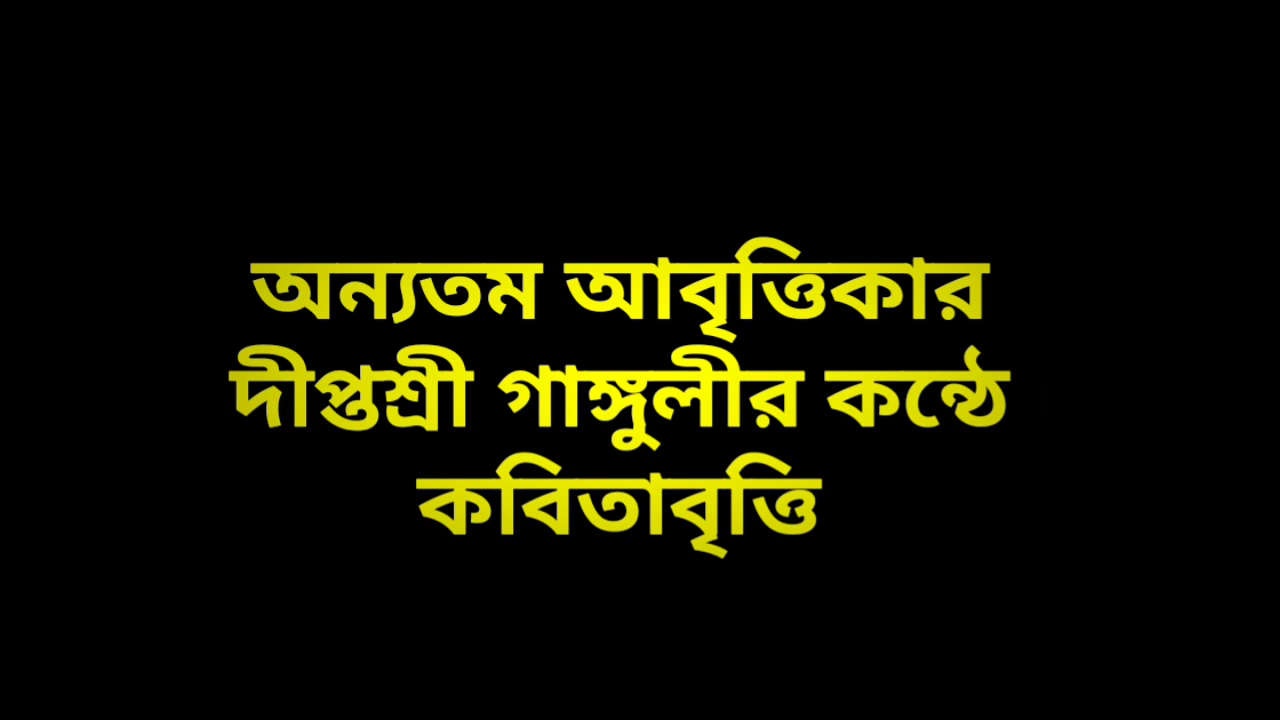 অন্যতম আবৃত্তিকার
দীপ্তশ্রী গাঙ্গুলীর কন্ঠে
কবিতাবৃত্তি